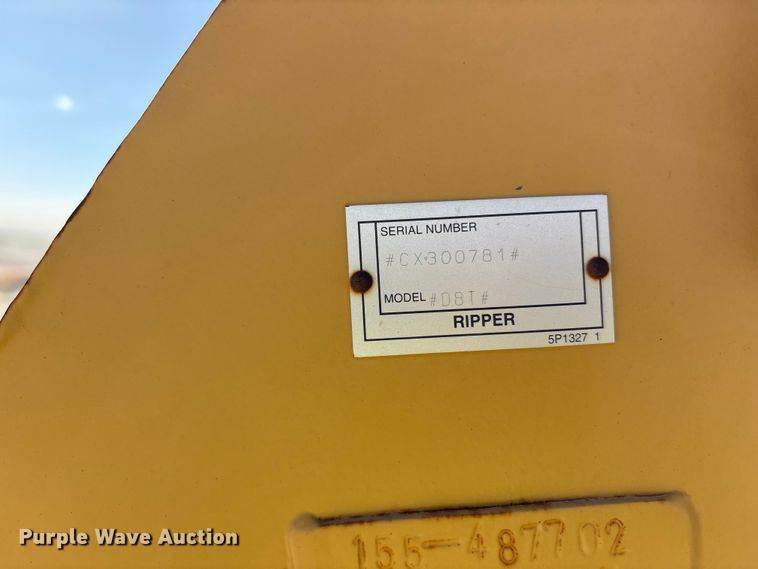 SERIAL NUMBER
#CX300781#
MODEL #D8T#
RIPPER
5P1327 1
155-4877 02
Purple Wave Auction®